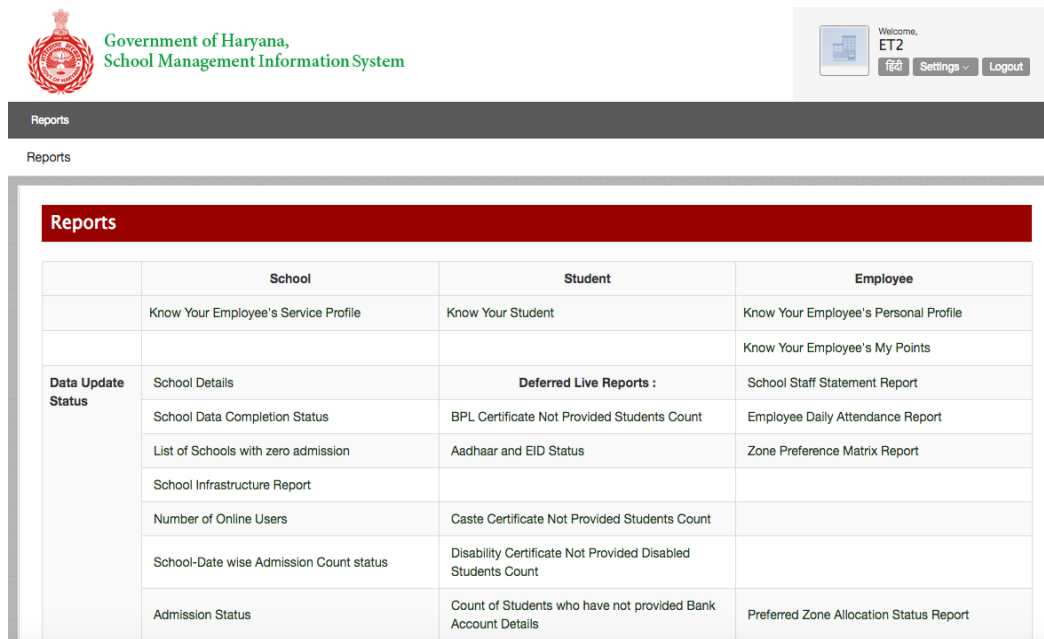 Government of Haryana,
School Management Information System
Welcome,
ET2
हिंदी Settings Logout
Reports
Reports
Reports
School Student Employee
Know Your Employee's Service Profile Know Your Student Know Your Employee's Personal Profile
Know Your Employee's My Points
Data Update School Details Deferred Live Reports : School Staff Statement Report
Status
School Data Completion Status BPL Certificate Not Provided Students Count Employee Daily Attendance Report
List of Schools with zero admission Aadhaar and EID Status Zone Preference Matrix Report
School Infrastructure Report
Number of Online Users Caste Certificate Not Provided Students Count
School-Date wise Admission Count status Disability Certificate Not Provided Disabled
Students Count
Admission Status Count of Students who have not provided Bank Preferred Zone Allocation Status Report
Account Details